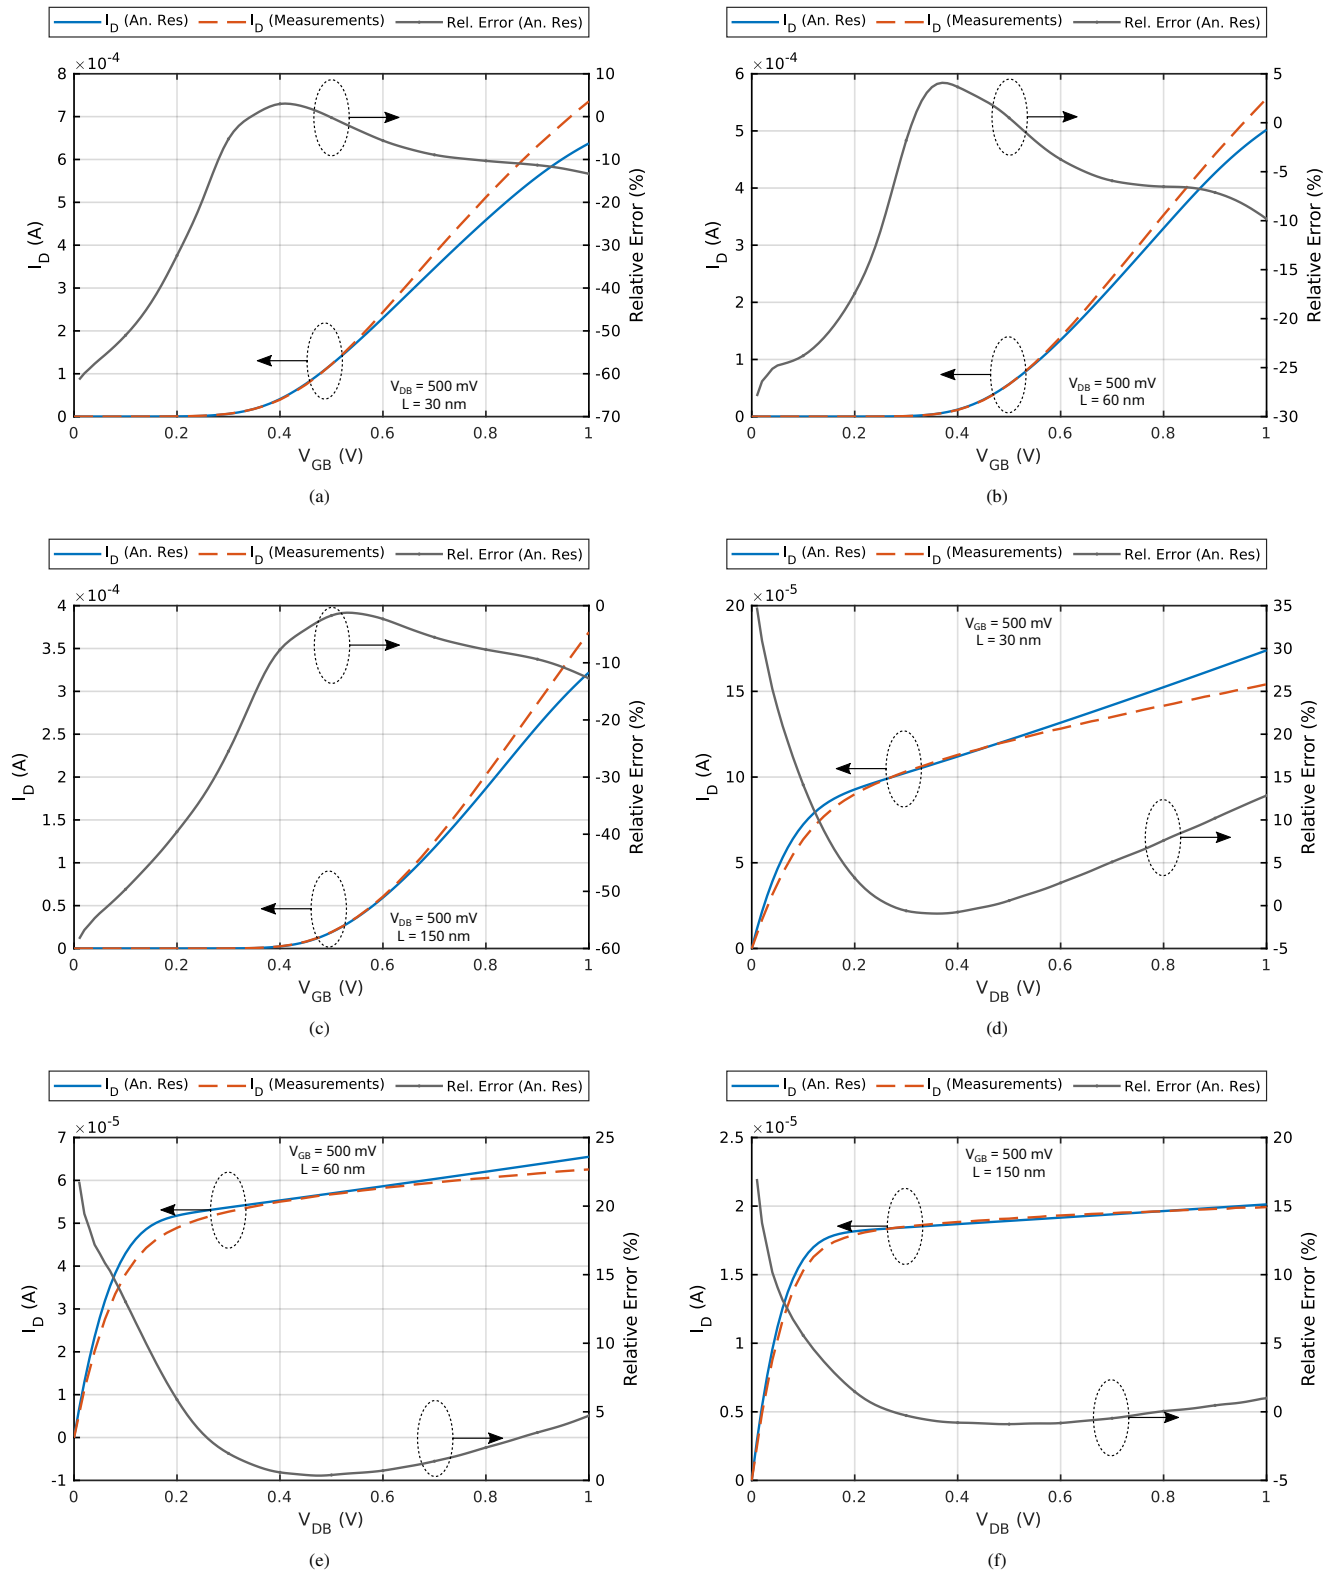 I_D (An. Res) I_D (Measurements) Rel. Error (An. Res)
×10^-4
8
7
6
5
4
3
2
1
0
I_D (A)
10
0
-10
-20
-30
-40
-50
-60
-70
Relative Error (%)
V_DB = 500 mV
L = 30 nm
0 0.2 0.4 0.6 0.8 1
V_GB (V)
(a)
I_D (An. Res) I_D (Measurements) Rel. Error (An. Res)
×10^-4
6
5
4
3
2
1
0
I_D (A)
5
0
-5
-10
-15
-20
-25
-30
Relative Error (%)
V_DB = 500 mV
L = 60 nm
0 0.2 0.4 0.6 0.8 1
V_GB (V)
(b)
I_D (An. Res) I_D (Measurements) Rel. Error (An. Res)
×10^-4
4
3.5
3
2.5
2
1.5
1
0.5
0
I_D (A)
0
-10
-20
-30
-40
-50
-60
Relative Error (%)
V_DB = 500 mV
L = 150 nm
0 0.2 0.4 0.6 0.8 1
V_GB (V)
(c)
I_D (An. Res) I_D (Measurements) Rel. Error (An. Res)
×10^-5
20
15
10
5
0
I_D (A)
35
30
25
20
15
10
5
0
-5
Relative Error (%)
V_GB = 500 mV
L = 30 nm
0 0.2 0.4 0.6 0.8 1
V_DB (V)
(d)
I_D (An. Res) I_D (Measurements) Rel. Error (An. Res)
×10^-5
7
6
5
4
3
2
1
0
-1
I_D (A)
25
20
15
10
5
0
Relative Error (%)
V_GB = 500 mV
L = 60 nm
0 0.2 0.4 0.6 0.8 1
V_DB (V)
(e)
I_D (An. Res) I_D (Measurements) Rel. Error (An. Res)
×10^-5
2.5
2
1.5
1
0.5
0
I_D (A)
20
15
10
5
0
-5
Relative Error (%)
V_GB = 500 mV
L = 150 nm
0 0.2 0.4 0.6 0.8 1
V_DB (V)
(f)